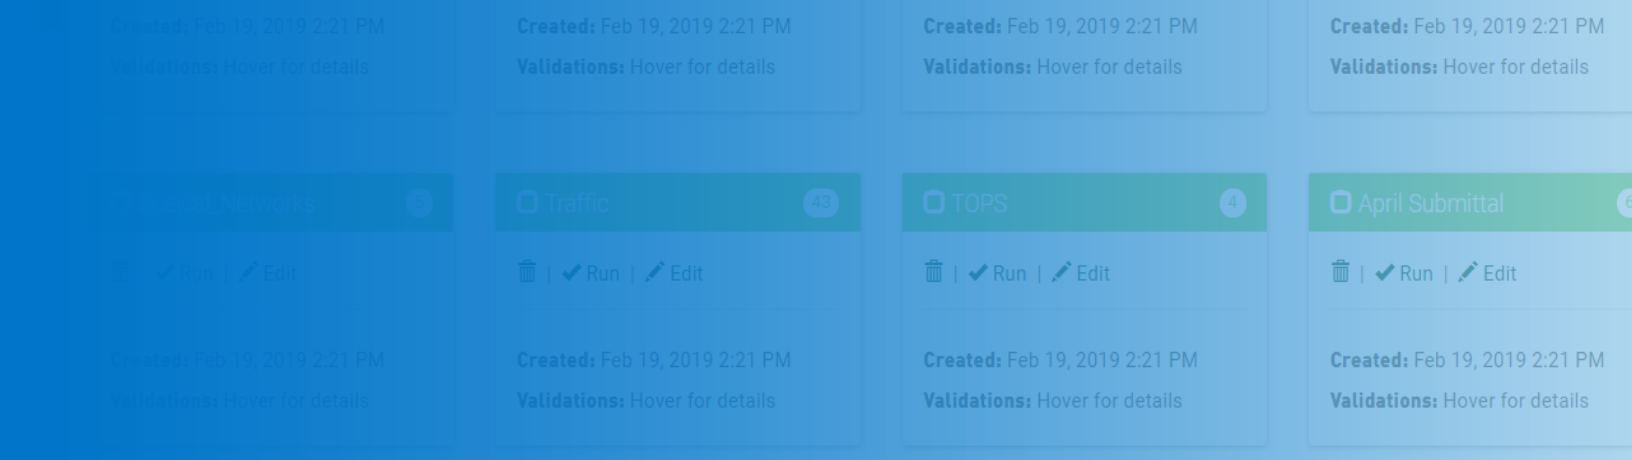 Created: Feb 19, 2019 2:21 PM Created: Feb 19, 2019 2:21 PM Created: Feb 19, 2019 2:21 PM Created: Feb 19, 2019 2:21 PM
Validations: Hover for details Validations: Hover for details Validations: Hover for details Validations: Hover for details
Networks 5 Traffic 43 TOPS 4 April Submittal
Run | Edit | Run | Edit | Run | Edit | Run | Edit
Created: Feb 19, 2019 2:21 PM Created: Feb 19, 2019 2:21 PM Created: Feb 19, 2019 2:21 PM Created: Feb 19, 2019 2:21 PM
Validations: Hover for details Validations: Hover for details Validations: Hover for details Validations: Hover for details